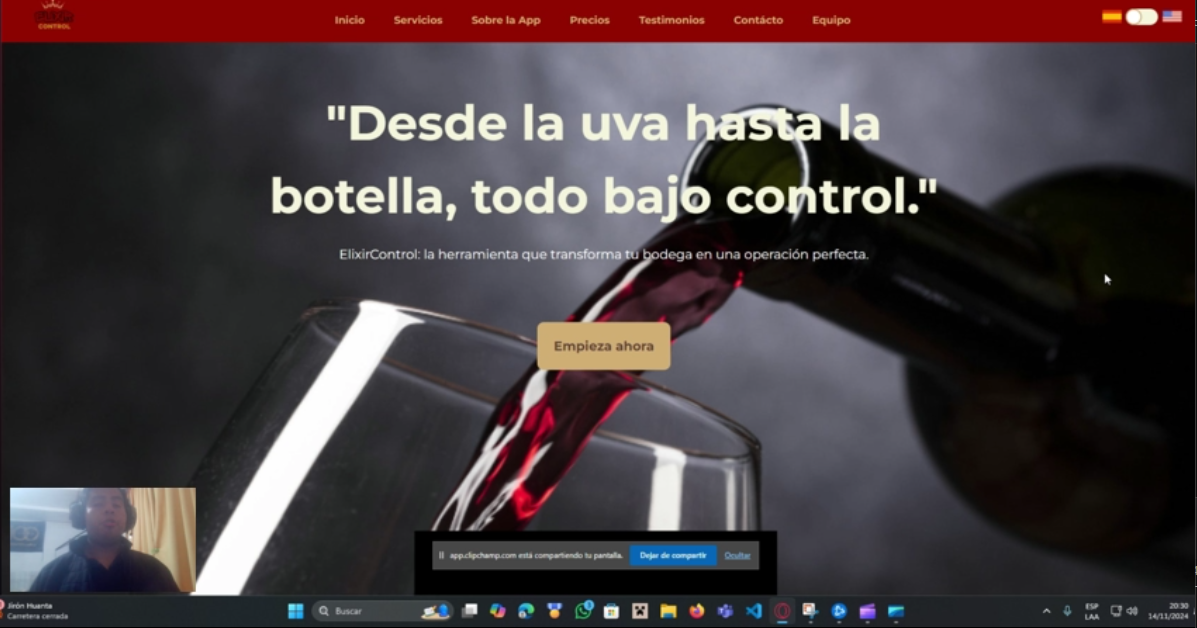 CONTROL
Inicio Servicios Sobre la App Precios Testimonios Contácto Equipo
"Desde la uva hasta la
botella, todo bajo control."
ElixirControl: la herramienta que transforma tu bodega en una operación perfecta.
Empieza ahora
app.clipchamp.com está compartiendo tu pantalla. Dejar de compartir Ocultar
Jirón Huanta
Carretera cerrada
Buscar
ESP
LAA
20:30
14/11/2024